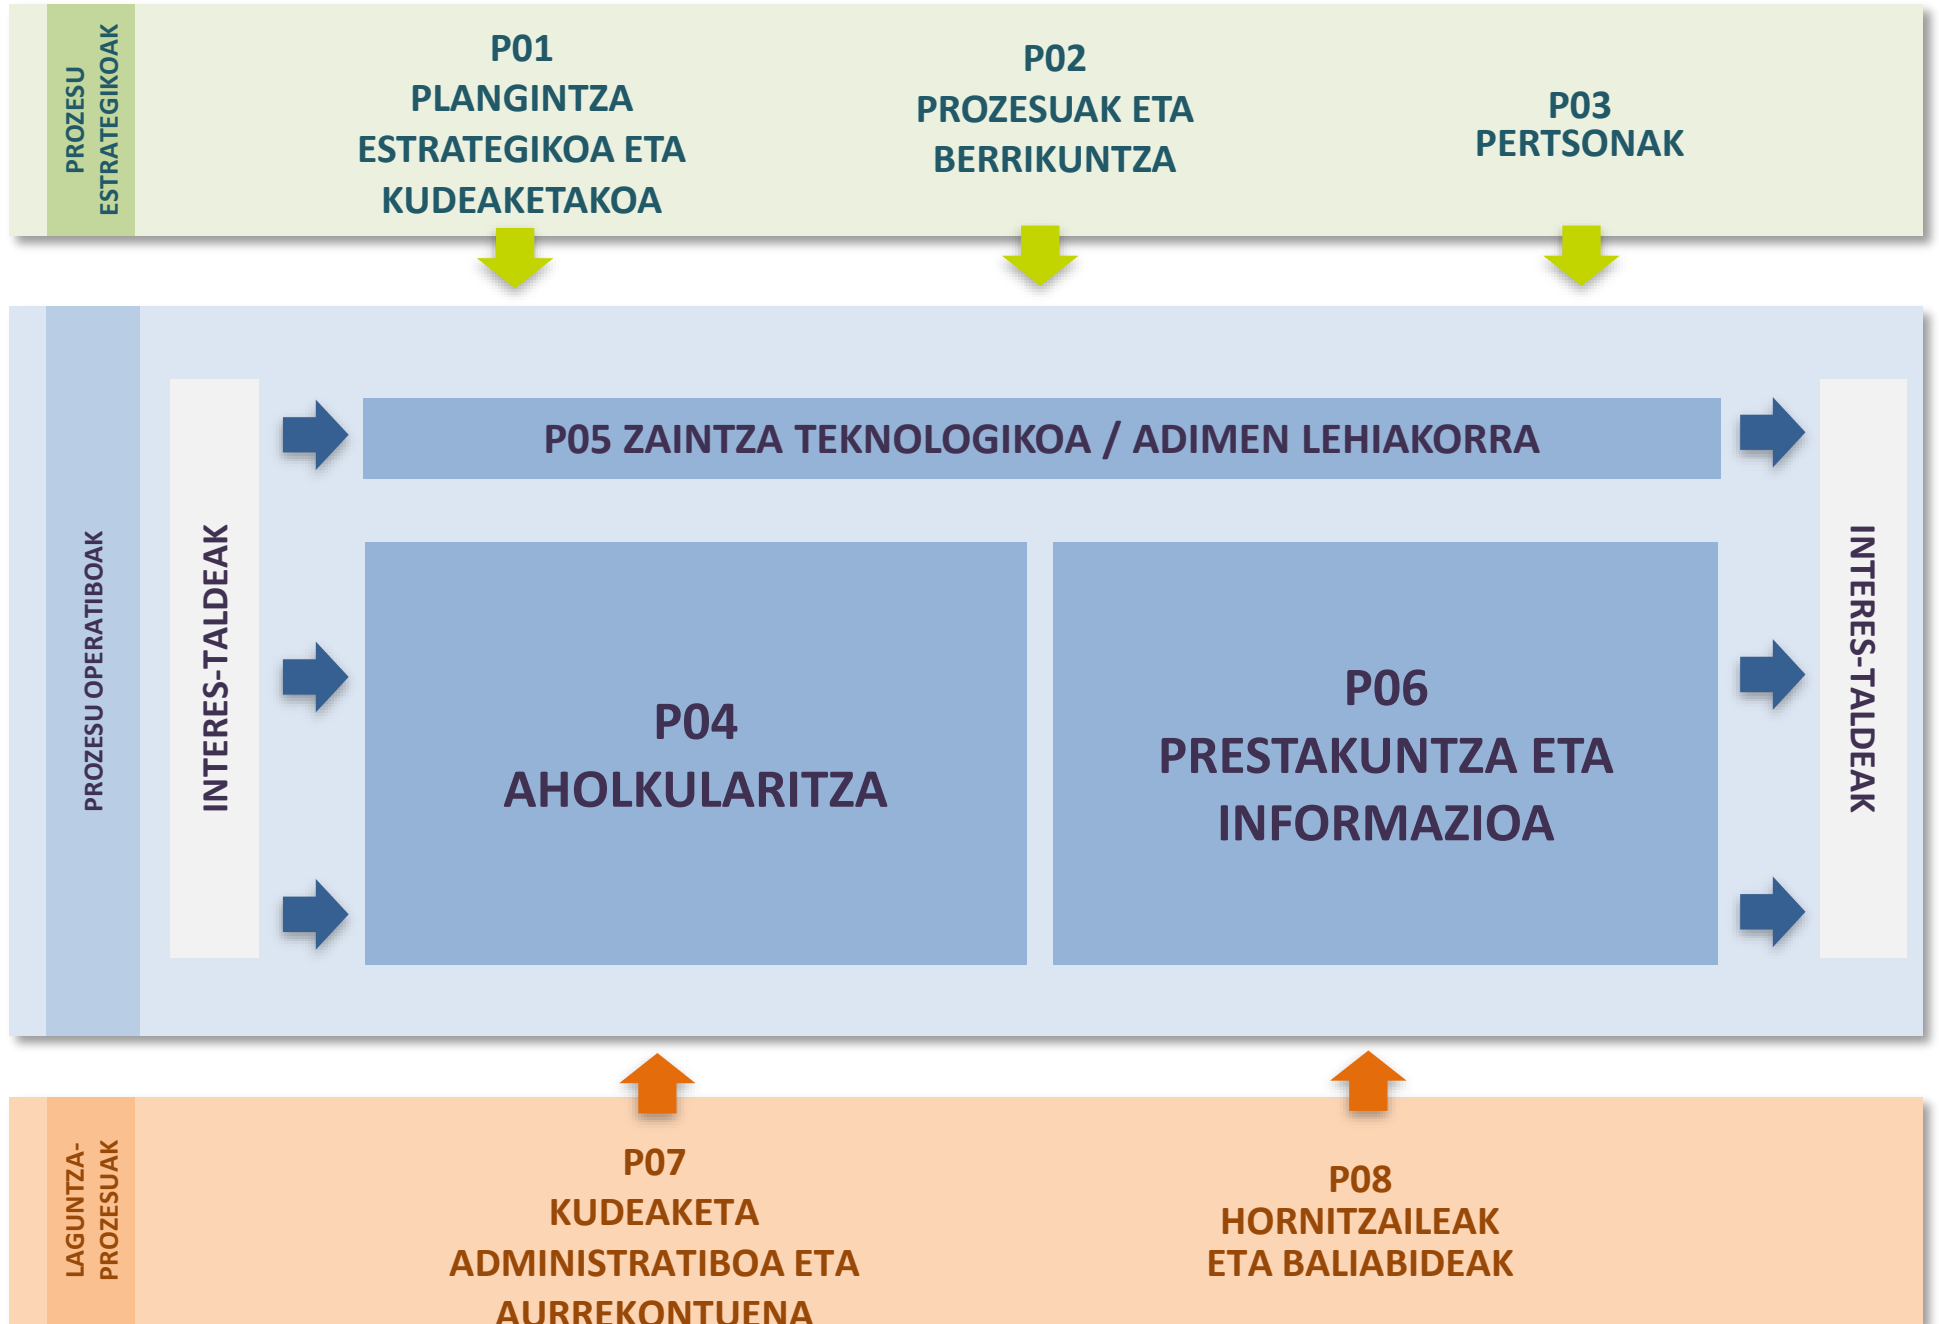 PROZESU
ESTRATEGIKOAK
P01
PLANGINTZA
ESTRATEGIKOA ETA
KUDEAKETAKOA
P02
PROZESUAK ETA
BERRIKUNTZA
P03
PERTSONAK
PROZESU OPERATIBOAK
INTERES-TALDEAK
P05 ZAINTZA TEKNOLOGIKOA / ADIMEN LEHIAKORRA
P04
AHOLKULARITZA
P06
PRESTAKUNTZA ETA
INFORMAZIOA
INTERES-TALDEAK
LAGUNTZA-
PROZESUAK
P07
KUDEAKETA
ADMINISTRATIBOA ETA
AURREKONTUENA
P08
HORNITZAILEAK
ETA BALIABIDEAK